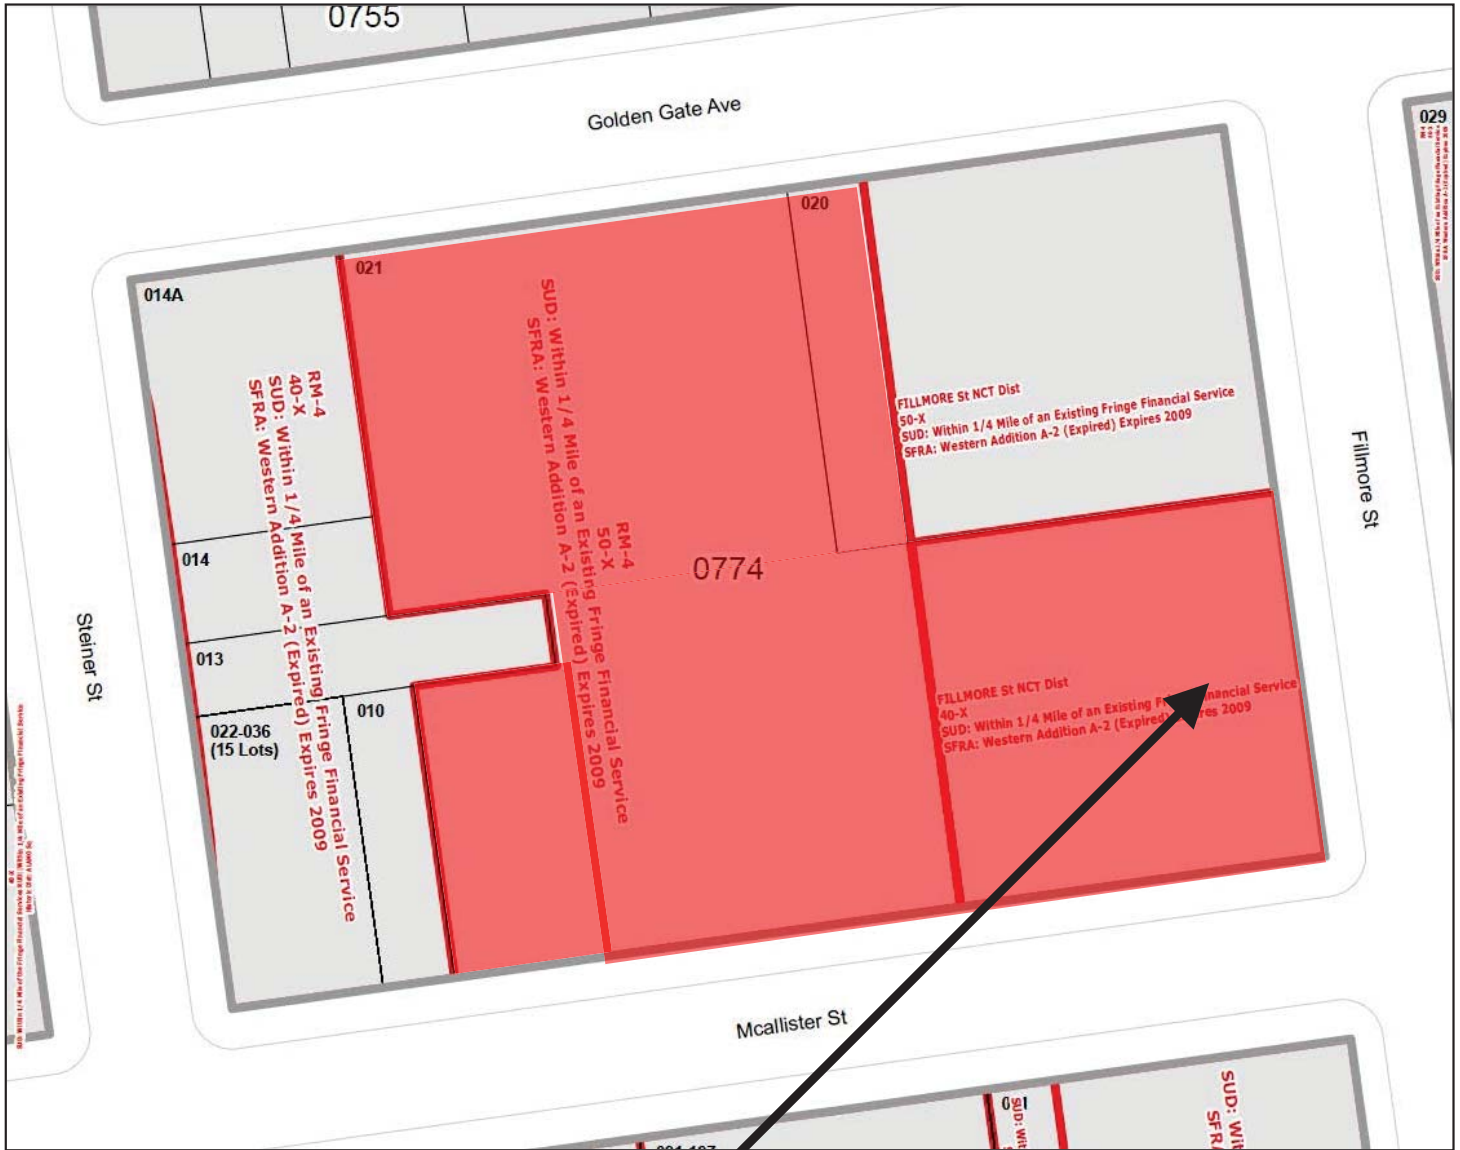 0755
Golden Gate Ave
029
020
021
014A
RM-4
40-X
SUD: Within 1/4 Mile of an Existing Fringe Financial Service
SFRA: Western Addition A-2 (Expired) Expires 2009
RM-4
50-X
SUD: Within 1/4 Mile of an Existing Fringe Financial Service
SFRA: Western Addition A-2 (Expired) Expires 2009
FILLMORE St NCT Dist
50-X
SUD: Within 1/4 Mile of an Existing Fringe Financial Service
SFRA: Western Addition A-2 (Expired) Expires 2009
Fillmore St
014
0774
Steiner St
013
010
022-036
(15 Lots)
FILLMORE St NCT Dist
40-X
SUD: Within 1/4 Mile of an Existing Financial Service
SFRA: Western Addition A-2 (Expired) 2009
Mcallister St
SUD: Wit
SUD: Wit
SFR